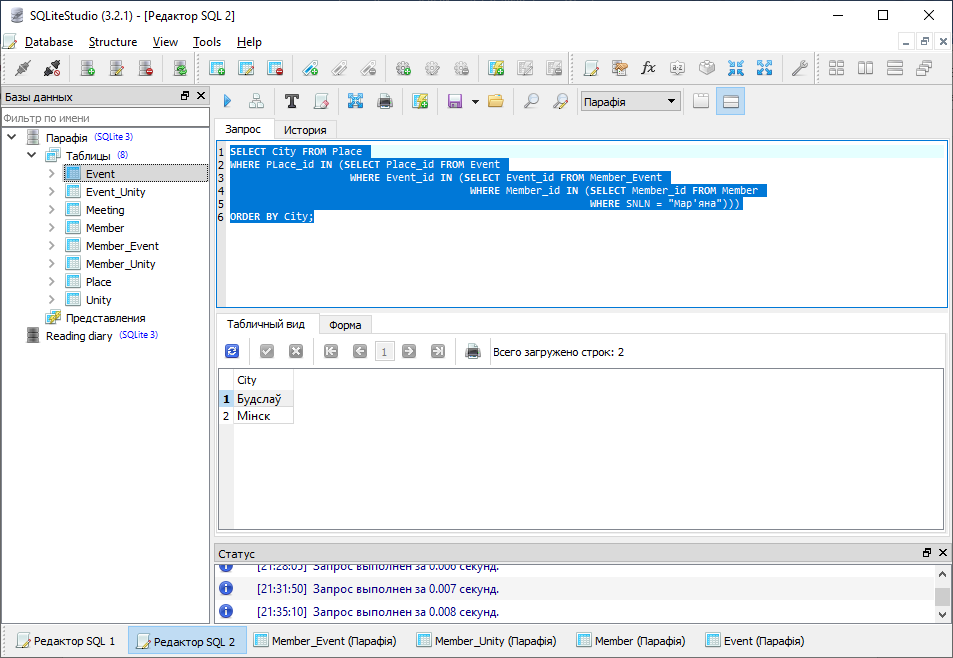 SQLiteStudio (3.2.1) - [Редактор SQL 2]
Database Structure View Tools Help
Базы данных
Фильтр по имени
Парафія (SQLite 3)
Таблицы (8)
Event
Event_Unity
Meeting
Member
Member_Event
Member_Unity
Place
Unity
Представления
Reading diary (SQLite 3)
Парафія
Запрос История
1 SELECT City FROM Place
2 WHERE PLace_id IN (SELECT Place_id FROM Event
3 WHERE Event_id IN (SELECT Event_id FROM Member_Event
4 WHERE Member_id IN (SELECT Member_id FROM Member
5 WHERE SNLN = "Мар'яна")))
6 ORDER BY City;
Табличный вид Форма
1 Всего загружено строк: 2
City
1 Будслаў
2 Мінск
Статус
[21:28:05] Запрос выполнен за 0.006 секунд.
[21:31:50] Запрос выполнен за 0.007 секунд.
[21:35:10] Запрос выполнен за 0.008 секунд.
Редактор SQL 1 Редактор SQL 2 Member_Event (Парафія) Member_Unity (Парафія) Member (Парафія) Event (Парафія)